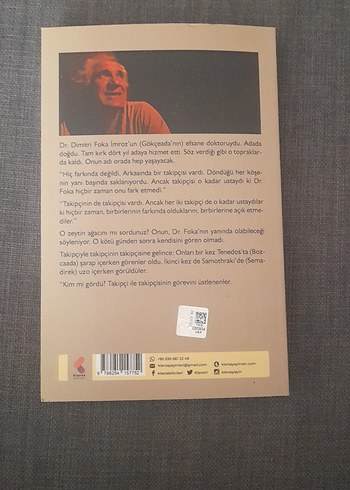 Dr. Dimitri Foka İmroz'un (Gökçeada'nın) efsane doktoruydu. Adada
doğdu. Tam kırk dört yıl adaya hizmet etti. Söz verdiği gibi o toprakla-
rda kaldı. Onun adı orada hep yaşayacak.
"Hiç farkında değildi. Arkasında bir takipçisi vardı. Döndüğü her köşe-
nin yanı başında saklanıyordu. Ancak takipçisi o kadar ustaydı ki Dr.
Foka hiçbir zaman onu fark etmedi."
"Takipçinin de takipçisi vardı. Ancak her iki takipçi de o kadar ustaydılar
ki hiçbir zaman, birbirlerinin farkında olduklarını, birbirlerine açık etme-
diler."
O zeytin ağacını mı sordunuz? Onun, Dr. Foka'nın yanında olabileceği
söyleniyor. O kötü günden sonra kendisini gören olmadı.
Takipçiyle takipçinin takipçisine gelince: Onları bir kez Tenedos'ta (Boz-
caada) şarap içerken görenler oldu. İkinci kez de Samothraki'de (Sema-
direk) uzo içerken görüldüler.
"Kim mi gördü? Takipçi ile takipçisinin görevini üstlenenler.